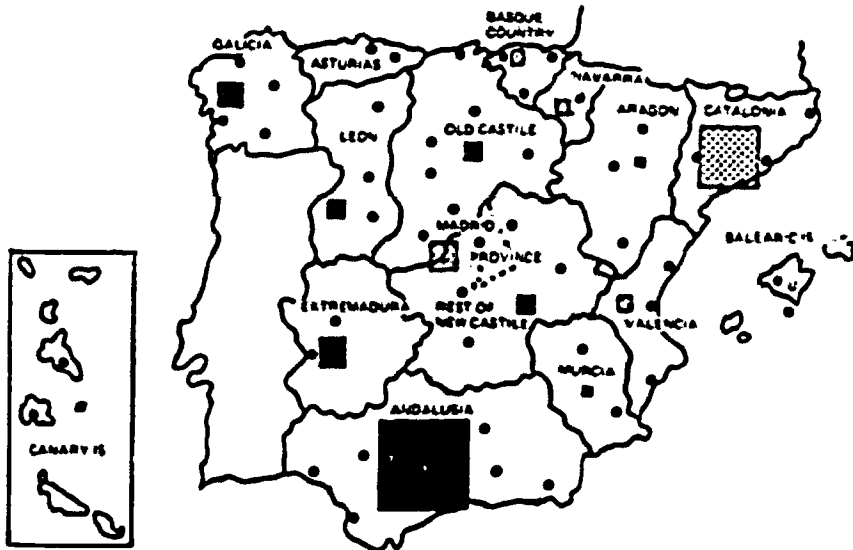 BASQUE
COUNTRY
GALICIA
ASTURIAS
NAVARRA
ARAGON
CATALONIA
LEON
OLD CASTILE
MADRID
PROVINCE
BALEARIC IS
EXTREMADURA
REST OF
NEW CASTILE
VALENCIA
MURCIA
ANDALUSIA
CANARY IS